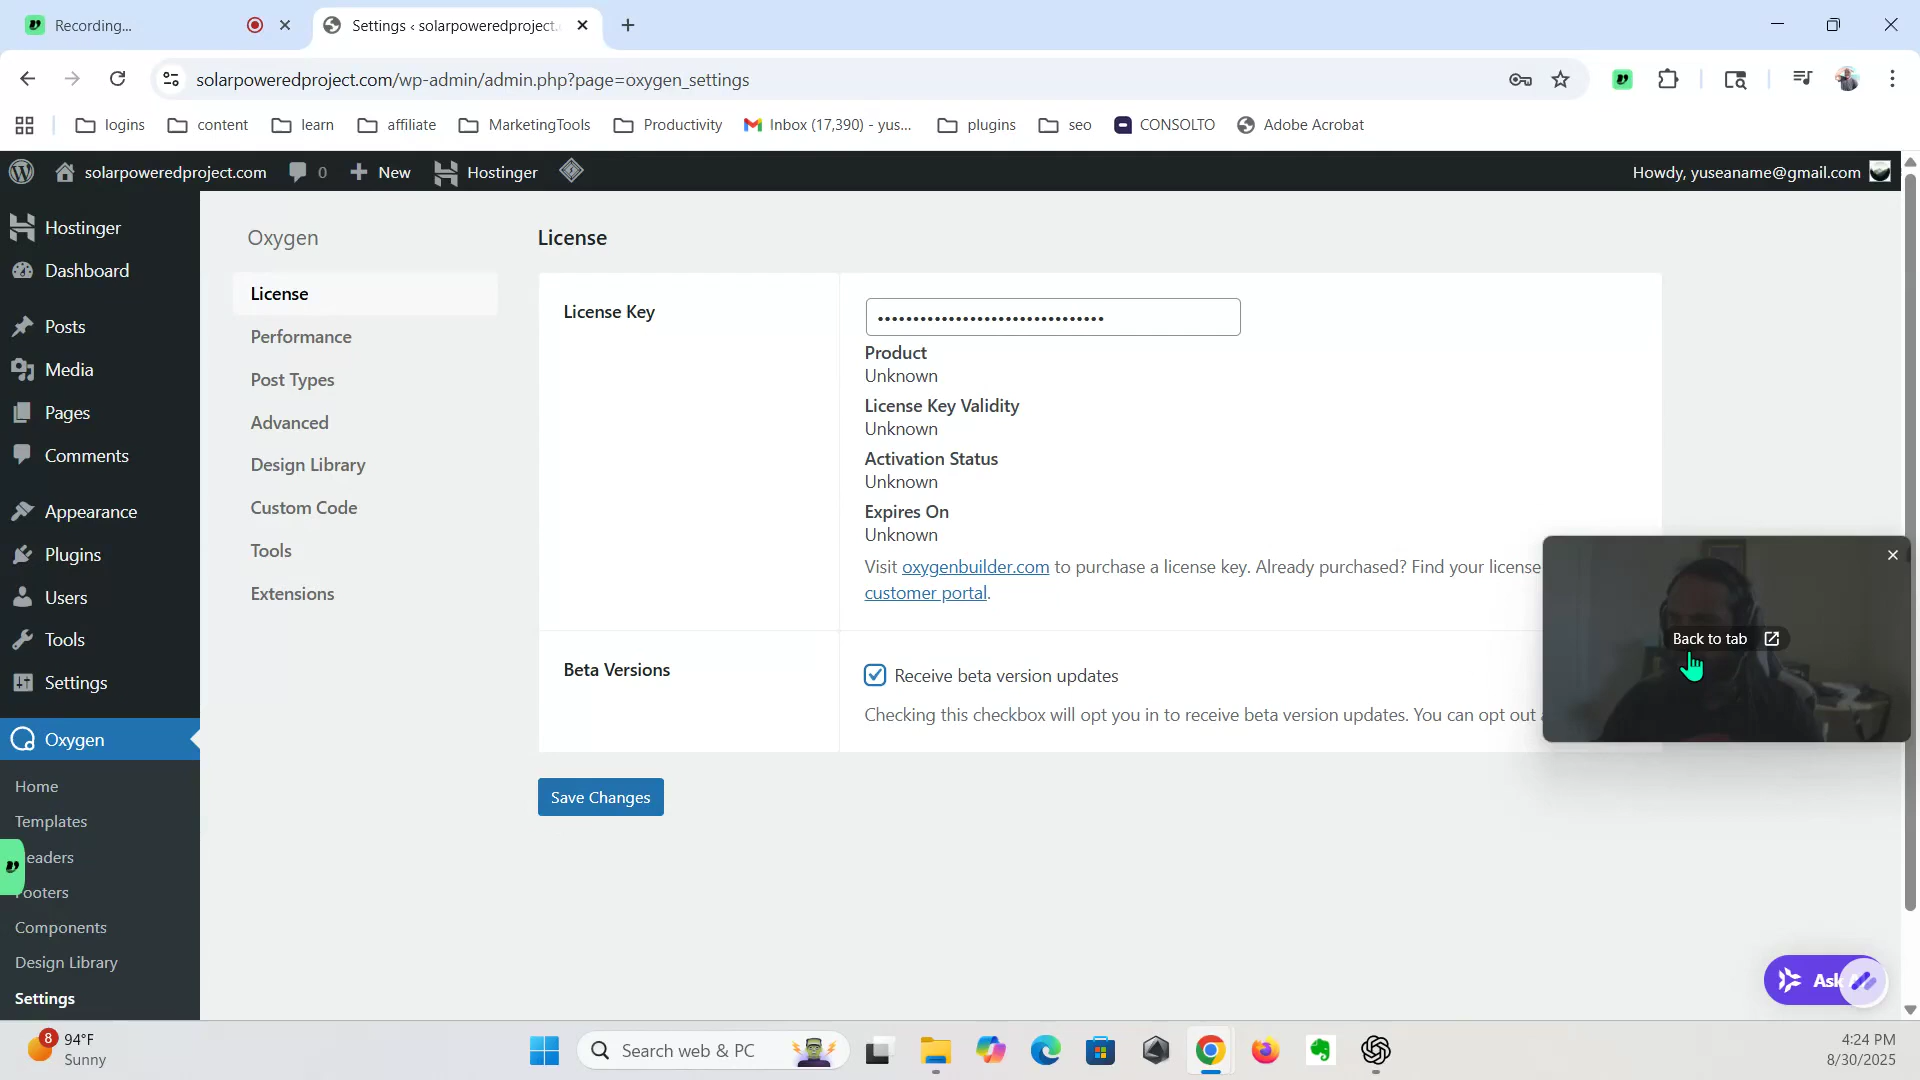 Recording...
Settings ‹ solarpoweredproject.
solarpoweredproject.com/wp-admin/admin.php?page=oxygen_settings
logins
content
learn
affiliate
MarketingTools
Productivity
Inbox (17,390) - yus...
plugins
seo
CONSOLTO
Adobe Acrobat
solarpoweredproject.com
0
New
Hostinger
Howdy, yuseaname@gmail.com
Hostinger
Dashboard
Posts
Media
Pages
Comments
Appearance
Plugins
Users
Tools
Settings
Oxygen
Home
Templates
eaders
ooters
Components
Design Library
Settings
Oxygen
License
Performance
Post Types
Advanced
Design Library
Custom Code
Tools
Extensions
License
License Key
••••••••••••••••••••••••••••••••
Product
Unknown
License Key Validity
Unknown
Activation Status
Unknown
Expires On
Unknown
Visit oxygenbuilder.com to purchase a license key. Already purchased? Find your license
customer portal.
Beta Versions
Receive beta version updates
Checking this checkbox will opt you in to receive beta version updates. You can opt out
Save Changes
Back to tab
Ask
8
94°F
Sunny
Search web & PC
4:24 PM
8/30/2025